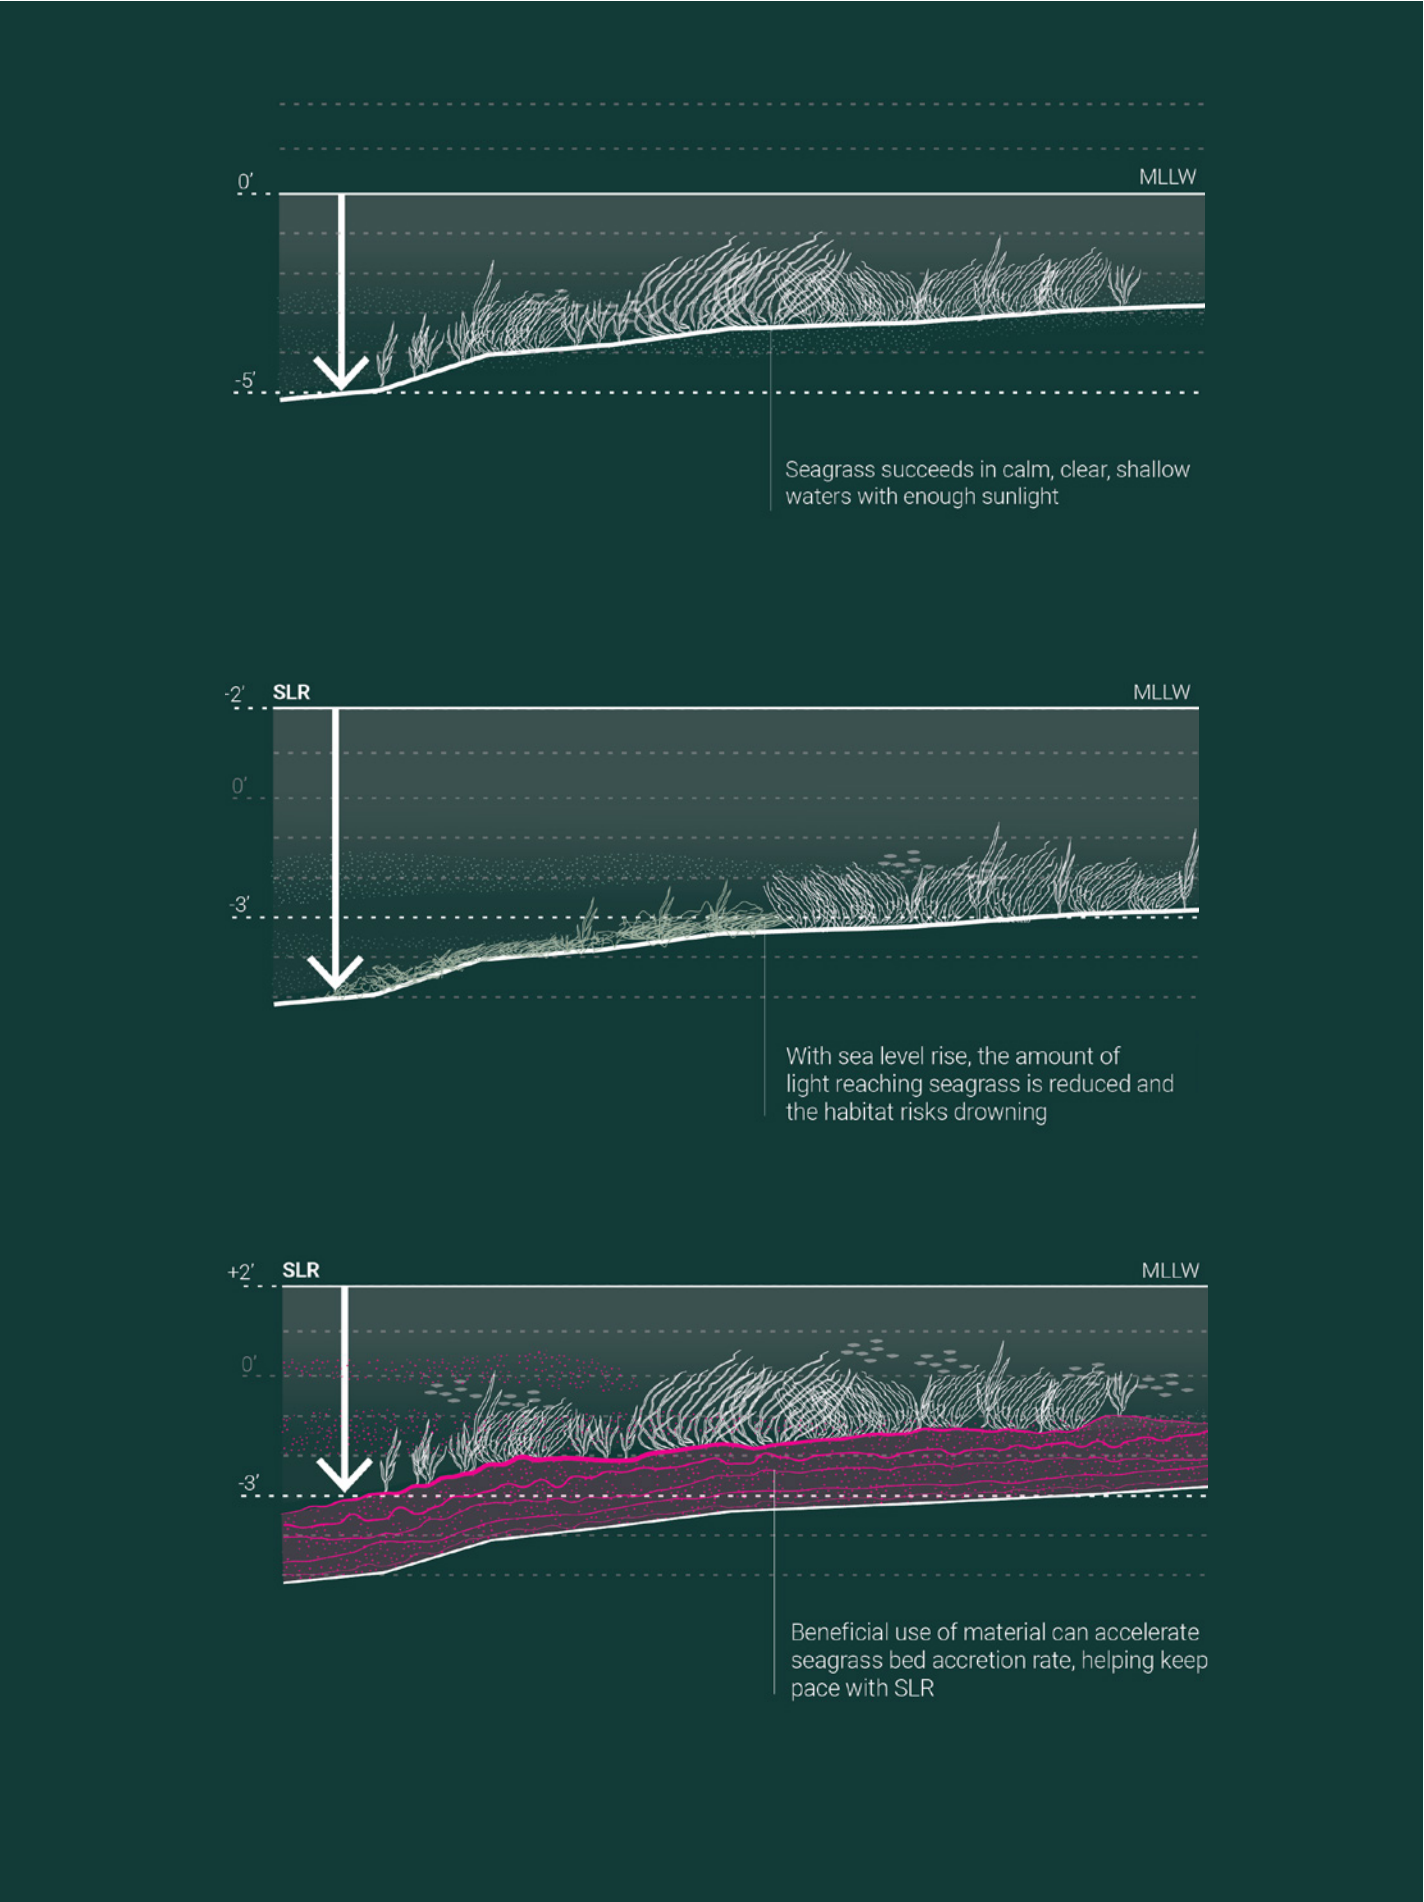 0'
MLLW
-5'
Seagrass succeeds in calm, clear, shallow
waters with enough sunlight
-2' SLR MLLW
0'
-3'
With sea level rise, the amount of
light reaching seagrass is reduced and
the habitat risks drowning
+2' SLR MLLW
0'
-3'
Beneficial use of material can accelerate
seagrass bed accretion rate, helping keep
pace with SLR